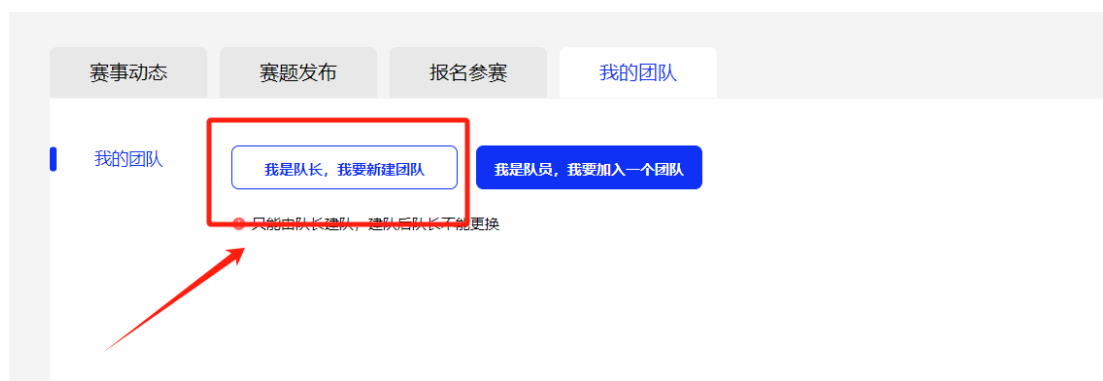 赛事动态 赛题发布 报名参赛 我的团队
我的团队 我是队长，我要新建团队 我是队员，我要加入一个团队
只能由队长建队，建队后队长不能更换